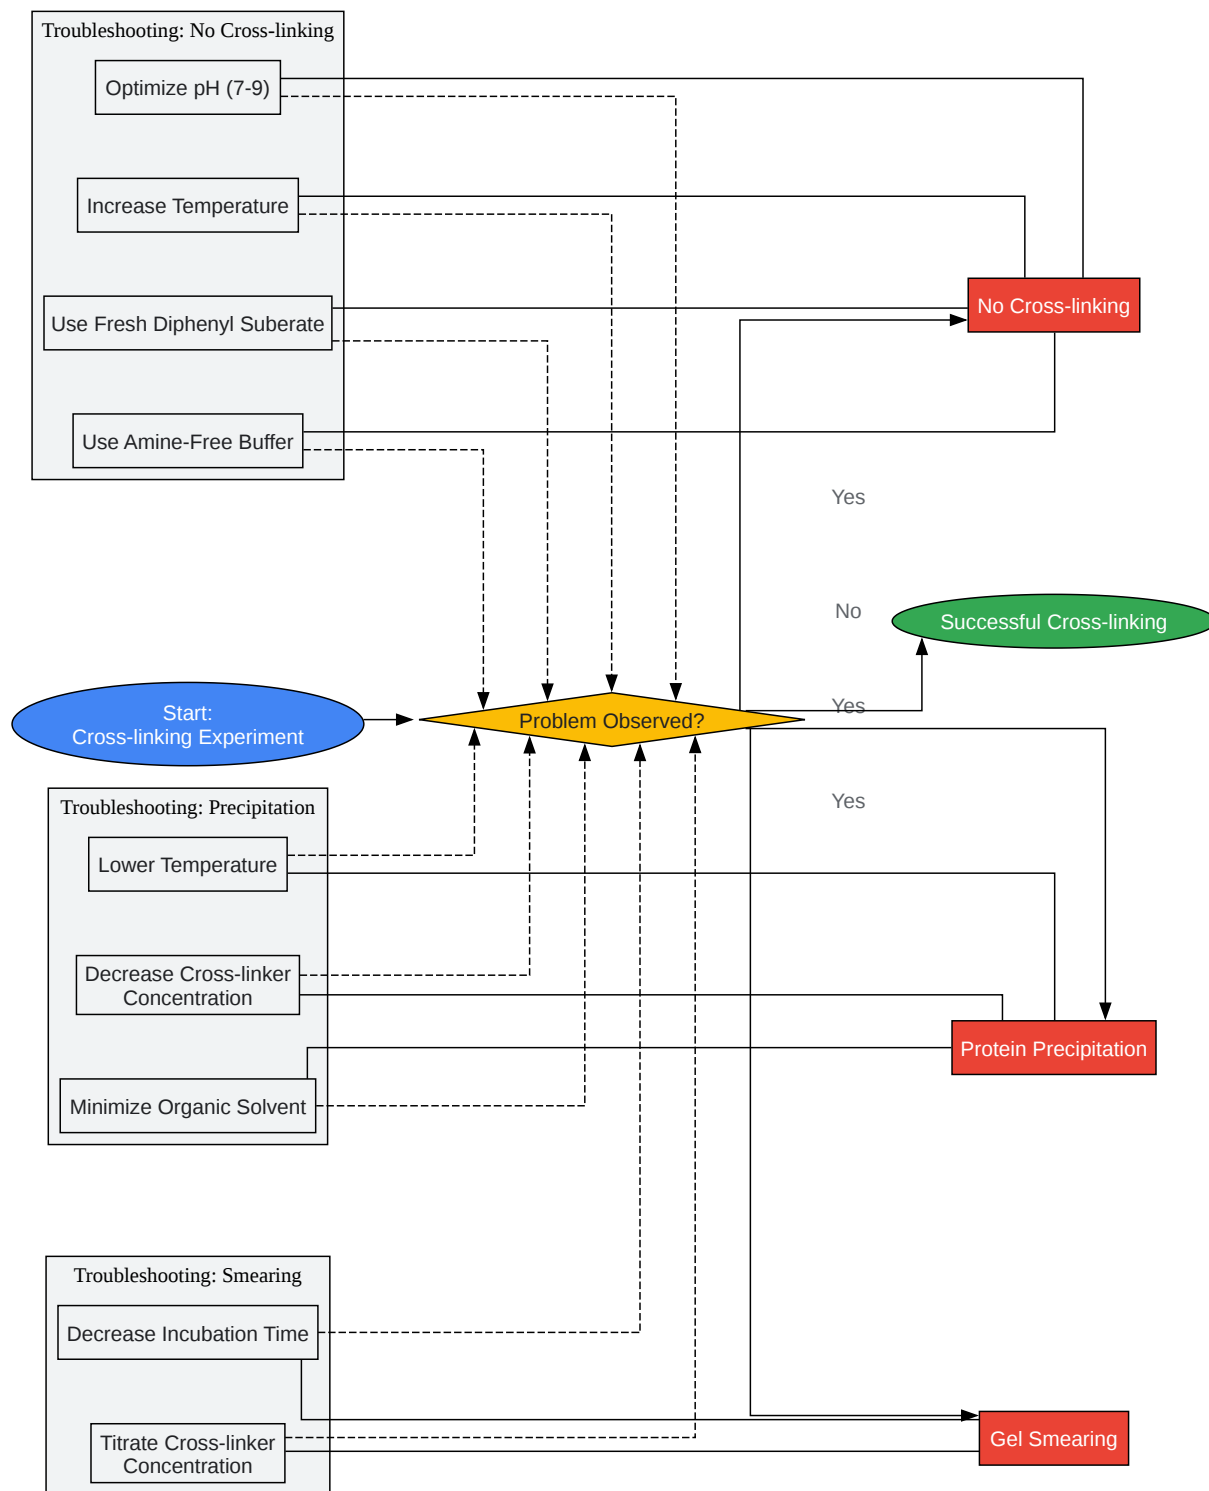 Troubleshooting: No Cross-linking
Optimize pH (7-9)
Increase Temperature
Use Fresh Diphenyl Suberate
No Cross-linking
Use Amine-Free Buffer
Yes
No
Successful Cross-linking
Yes
Start:
Cross-linking Experiment
Problem Observed?
Yes
Troubleshooting: Precipitation
Lower Temperature
Decrease Cross-linker
Concentration
Protein Precipitation
Minimize Organic Solvent
Troubleshooting: Smearing
Decrease Incubation Time
Titrate Cross-linker
Concentration
Gel Smearing